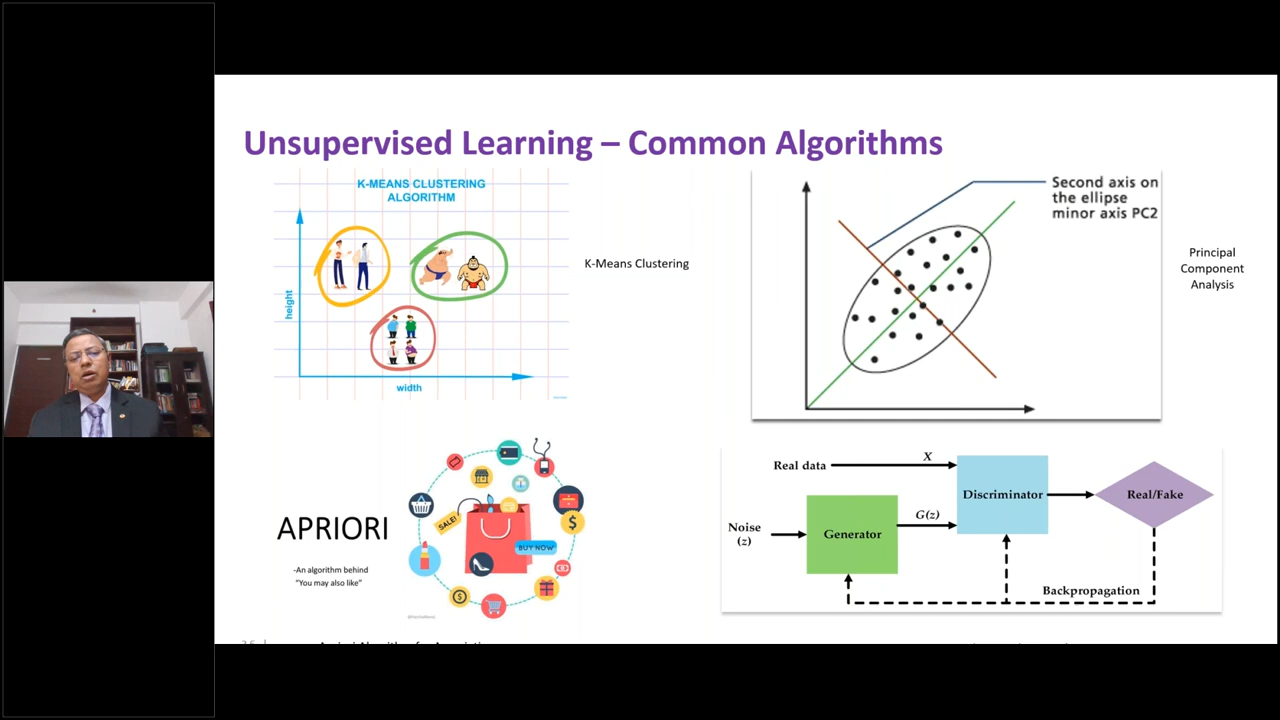 Unsupervised Learning – Common Algorithms
K-MEANS CLUSTERING
ALGORITHM
height
width
K-Means Clustering
Second axis on
the ellipse
minor axis PC2
Principal
Component
Analysis
APRIORI
-An algorithm behind
"You may also like"
SALE!
BUY NOW
$
$
Real data
X
Discriminator
Real/Fake
Noise
(z)
Generator
G(z)
Backpropagation